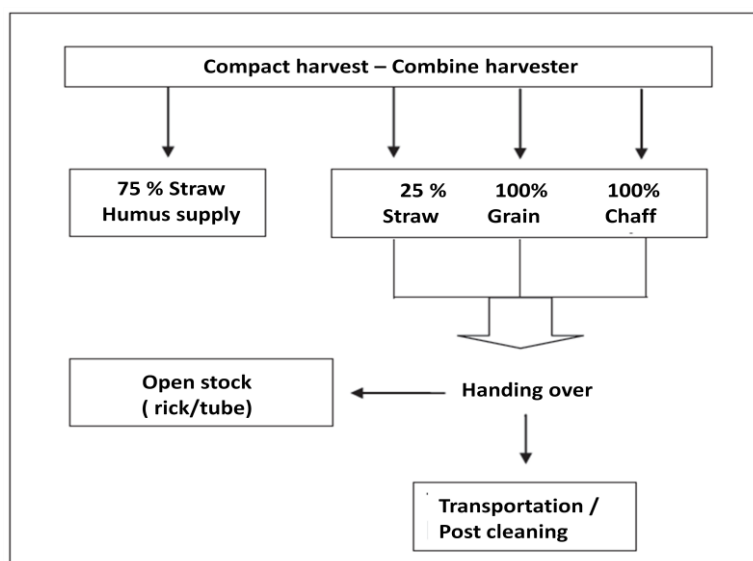 Compact harvest – Combine harvester
75 % Straw
Humus supply
25 % 100% 100%
Straw Grain Chaff
Open stock
( rick/tube)
Handing over
Transportation /
Post cleaning